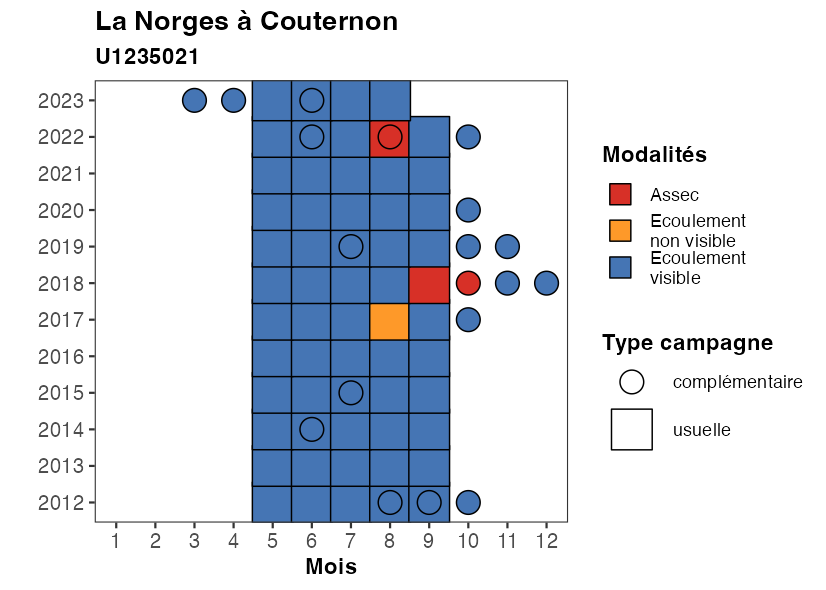 La Norges à Couternon
U1235021
2023
2022
2021
2020
2019
2018
2017
2016
2015
2014
2013
2012
1 2 3 4 5 6 7 8 9 10 11 12
Mois
Modalités
Assec
Ecoulement
non visible
Ecoulement
visible
Type campagne
complémentaire
usuelle